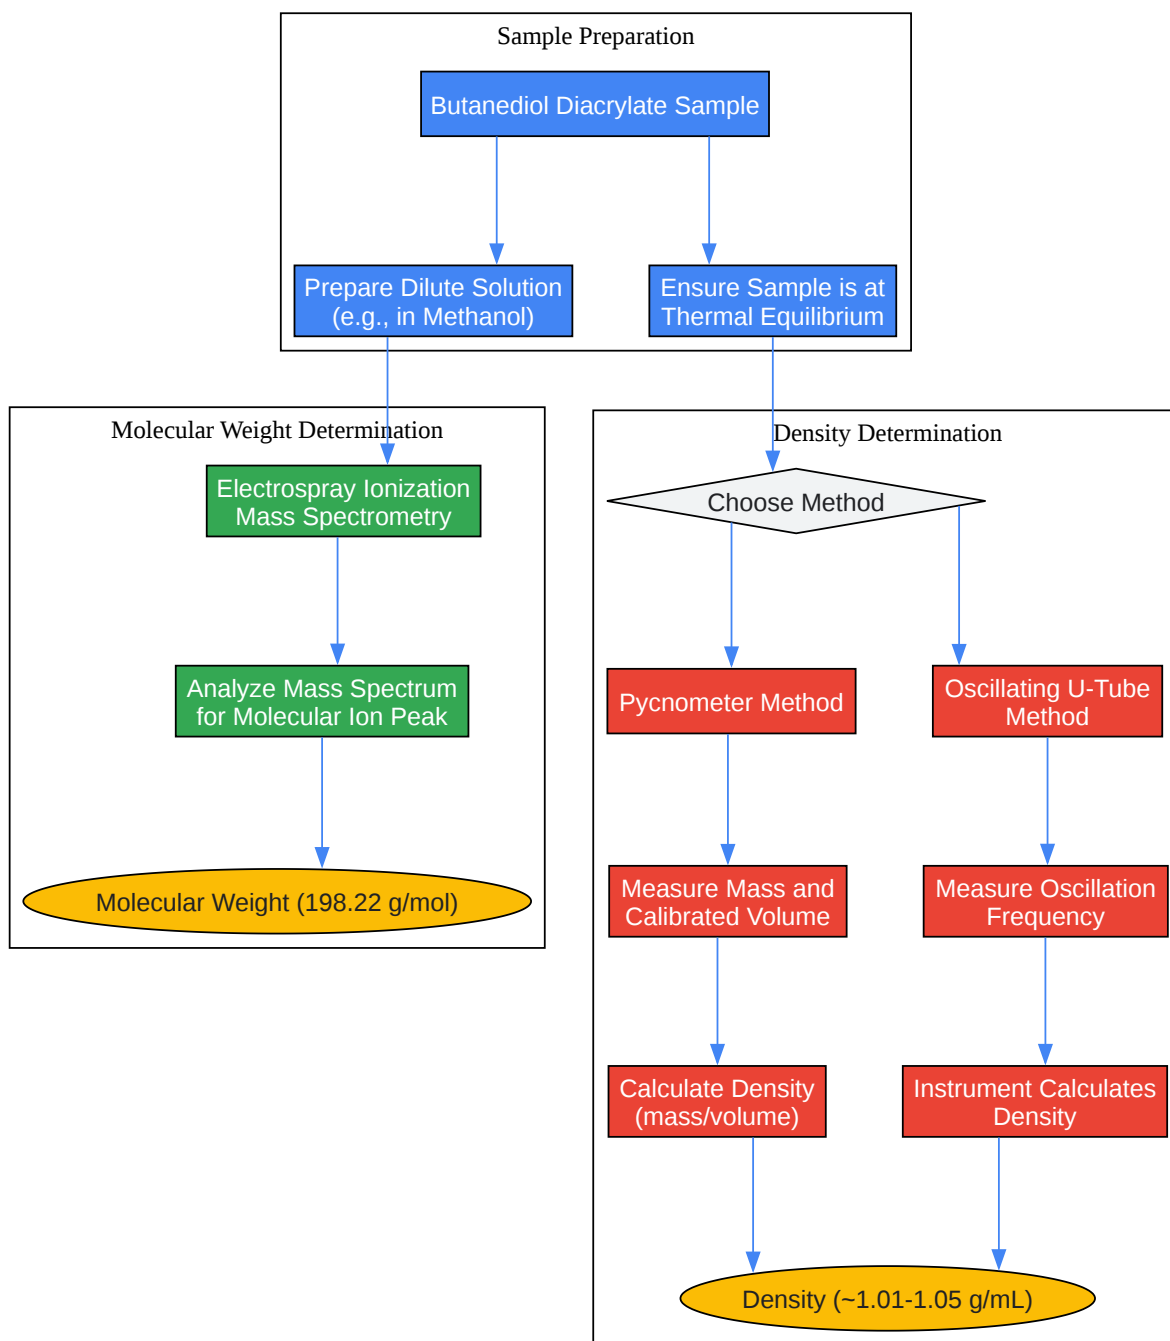 Sample Preparation
Butanediol Diacrylate Sample
Prepare Dilute Solution
(e.g., in Methanol)
Ensure Sample is at
Thermal Equilibrium
Molecular Weight Determination
Electrospray Ionization
Mass Spectrometry
Analyze Mass Spectrum
for Molecular Ion Peak
Molecular Weight (198.22 g/mol)
Density Determination
Choose Method
Pycnometer Method
Oscillating U-Tube
Method
Measure Mass and
Calibrated Volume
Measure Oscillation
Frequency
Calculate Density
(mass/volume)
Instrument Calculates
Density
Density (~1.01-1.05 g/mL)